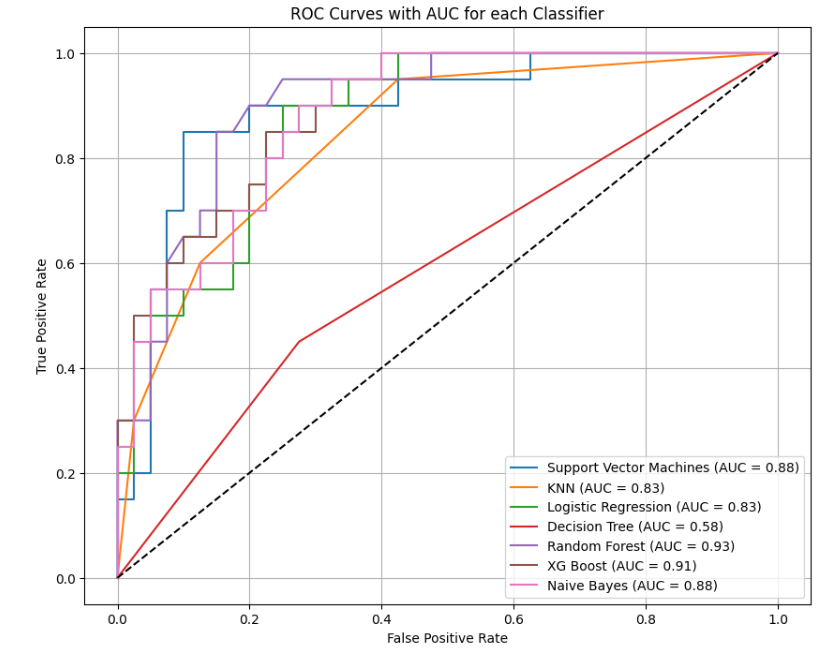 ROC Curves with AUC for each Classifier
True Positive Rate
1.0
0.8
0.6
0.4
0.2
0.0
0.0 0.2 0.4 0.6 0.8 1.0
False Positive Rate
Support Vector Machines (AUC = 0.88)
KNN (AUC = 0.83)
Logistic Regression (AUC = 0.83)
Decision Tree (AUC = 0.58)
Random Forest (AUC = 0.93)
XG Boost (AUC = 0.91)
Naive Bayes (AUC = 0.88)